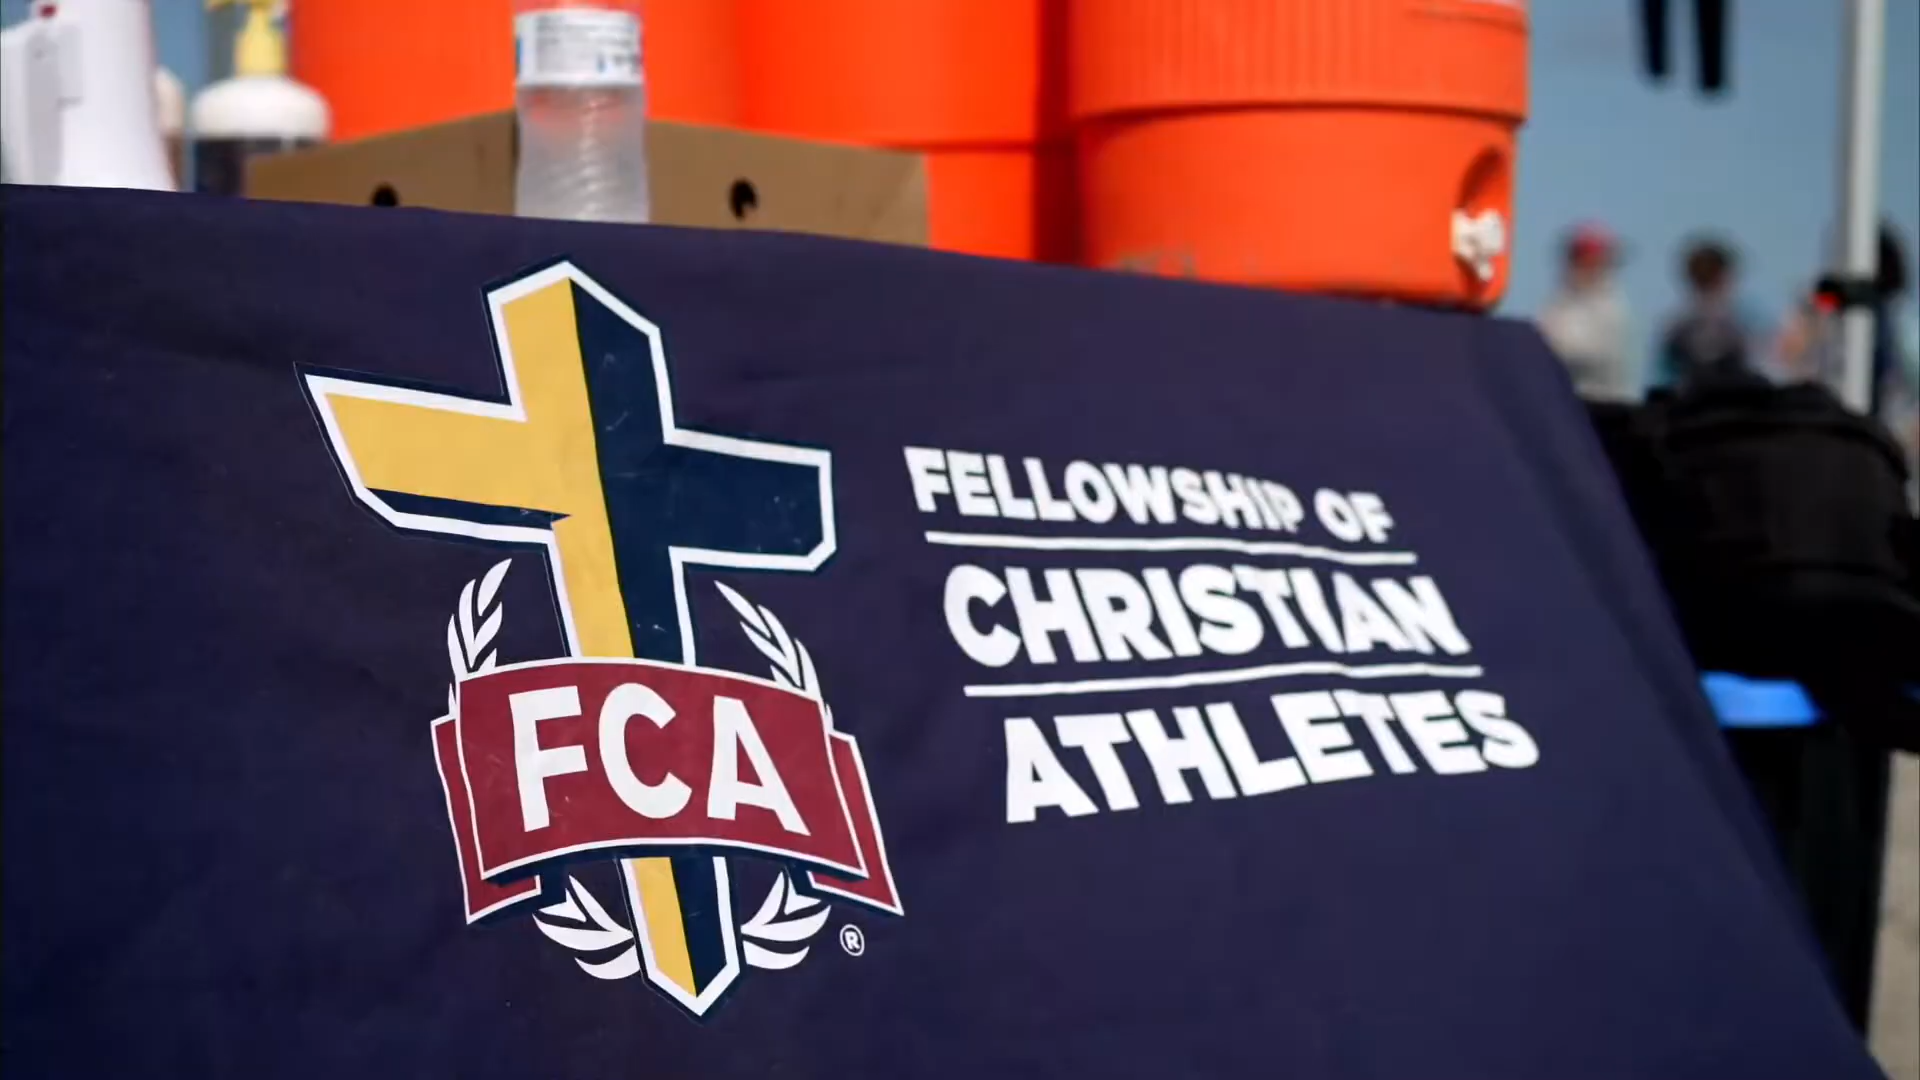 FELLOWSHIP OF
CHRISTIAN
ATHLETES
FCA
®